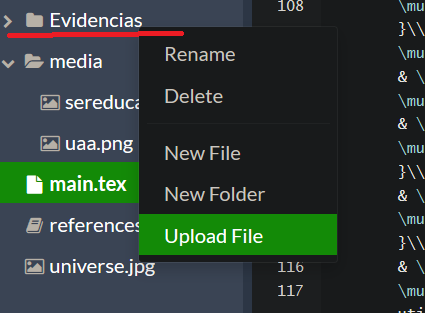 Evidencias
media
sereduca
uaa.png
main.tex
references
universe.jpg
Rename
Delete
New File
New Folder
Upload File
108
\mu
}\\
\mu
& \
\mu
& \
\mu
}\\
& \
\mu
}\\
116
& \
117
\mu